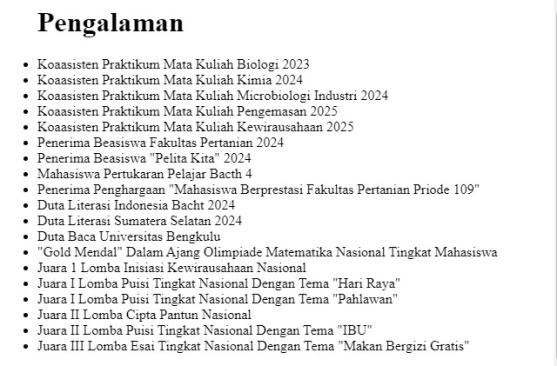 Pengalaman
Koaasisten Praktikum Mata Kuliah Biologi 2023
Koaasisten Praktikum Mata Kuliah Kimia 2024
Koaasisten Praktikum Mata Kuliah Microbiologi Industri 2024
Koaasisten Praktikum Mata Kuliah Pengemasan 2025
Koaasisten Praktikum Mata Kuliah Kewirausahaan 2025
Penerima Beasiswa Fakultas Pertanian 2024
Penerima Beasiswa "Pelita Kita" 2024
Mahasiswa Pertukaran Pelajar Bacth 4
Penerima Penghargaan "Mahasiswa Berprestasi Fakultas Pertanian Priode 109"
Duta Literasi Indonesia Bacht 2024
Duta Literasi Sumatera Selatan 2024
Duta Baca Universitas Bengkulu
"Gold Mendal" Dalam Ajang Olimpiade Matematika Nasional Tingkat Mahasiswa
Juara 1 Lomba Inisiasi Kewirausahaan Nasional
Juara I Lomba Puisi Tingkat Nasional Dengan Tema "Hari Raya"
Juara I Lomba Puisi Tingkat Nasional Dengan Tema "Pahlawan"
Juara II Lomba Cipta Pantun Nasional
Juara II Lomba Puisi Tingkat Nasional Dengan Tema "IBU"
Juara III Lomba Esai Tingkat Nasional Dengan Tema "Makan Bergizi Gratis"